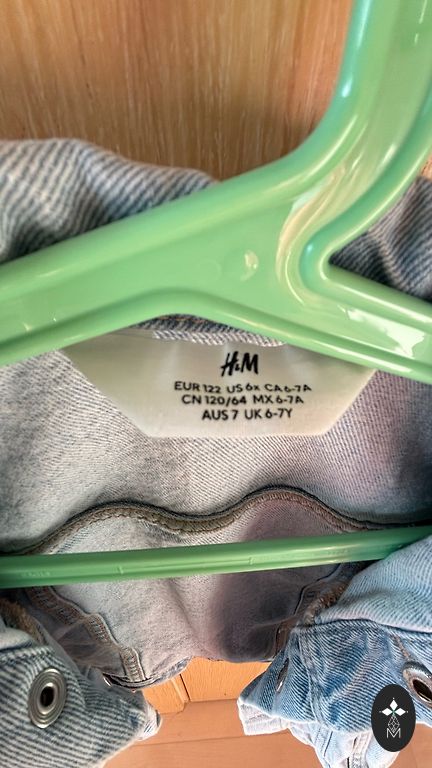 H&M
EUR 122 US 6x CA 6-7A
CN 120/64 MX 6-7A
AUS 7 UK 6-7Y